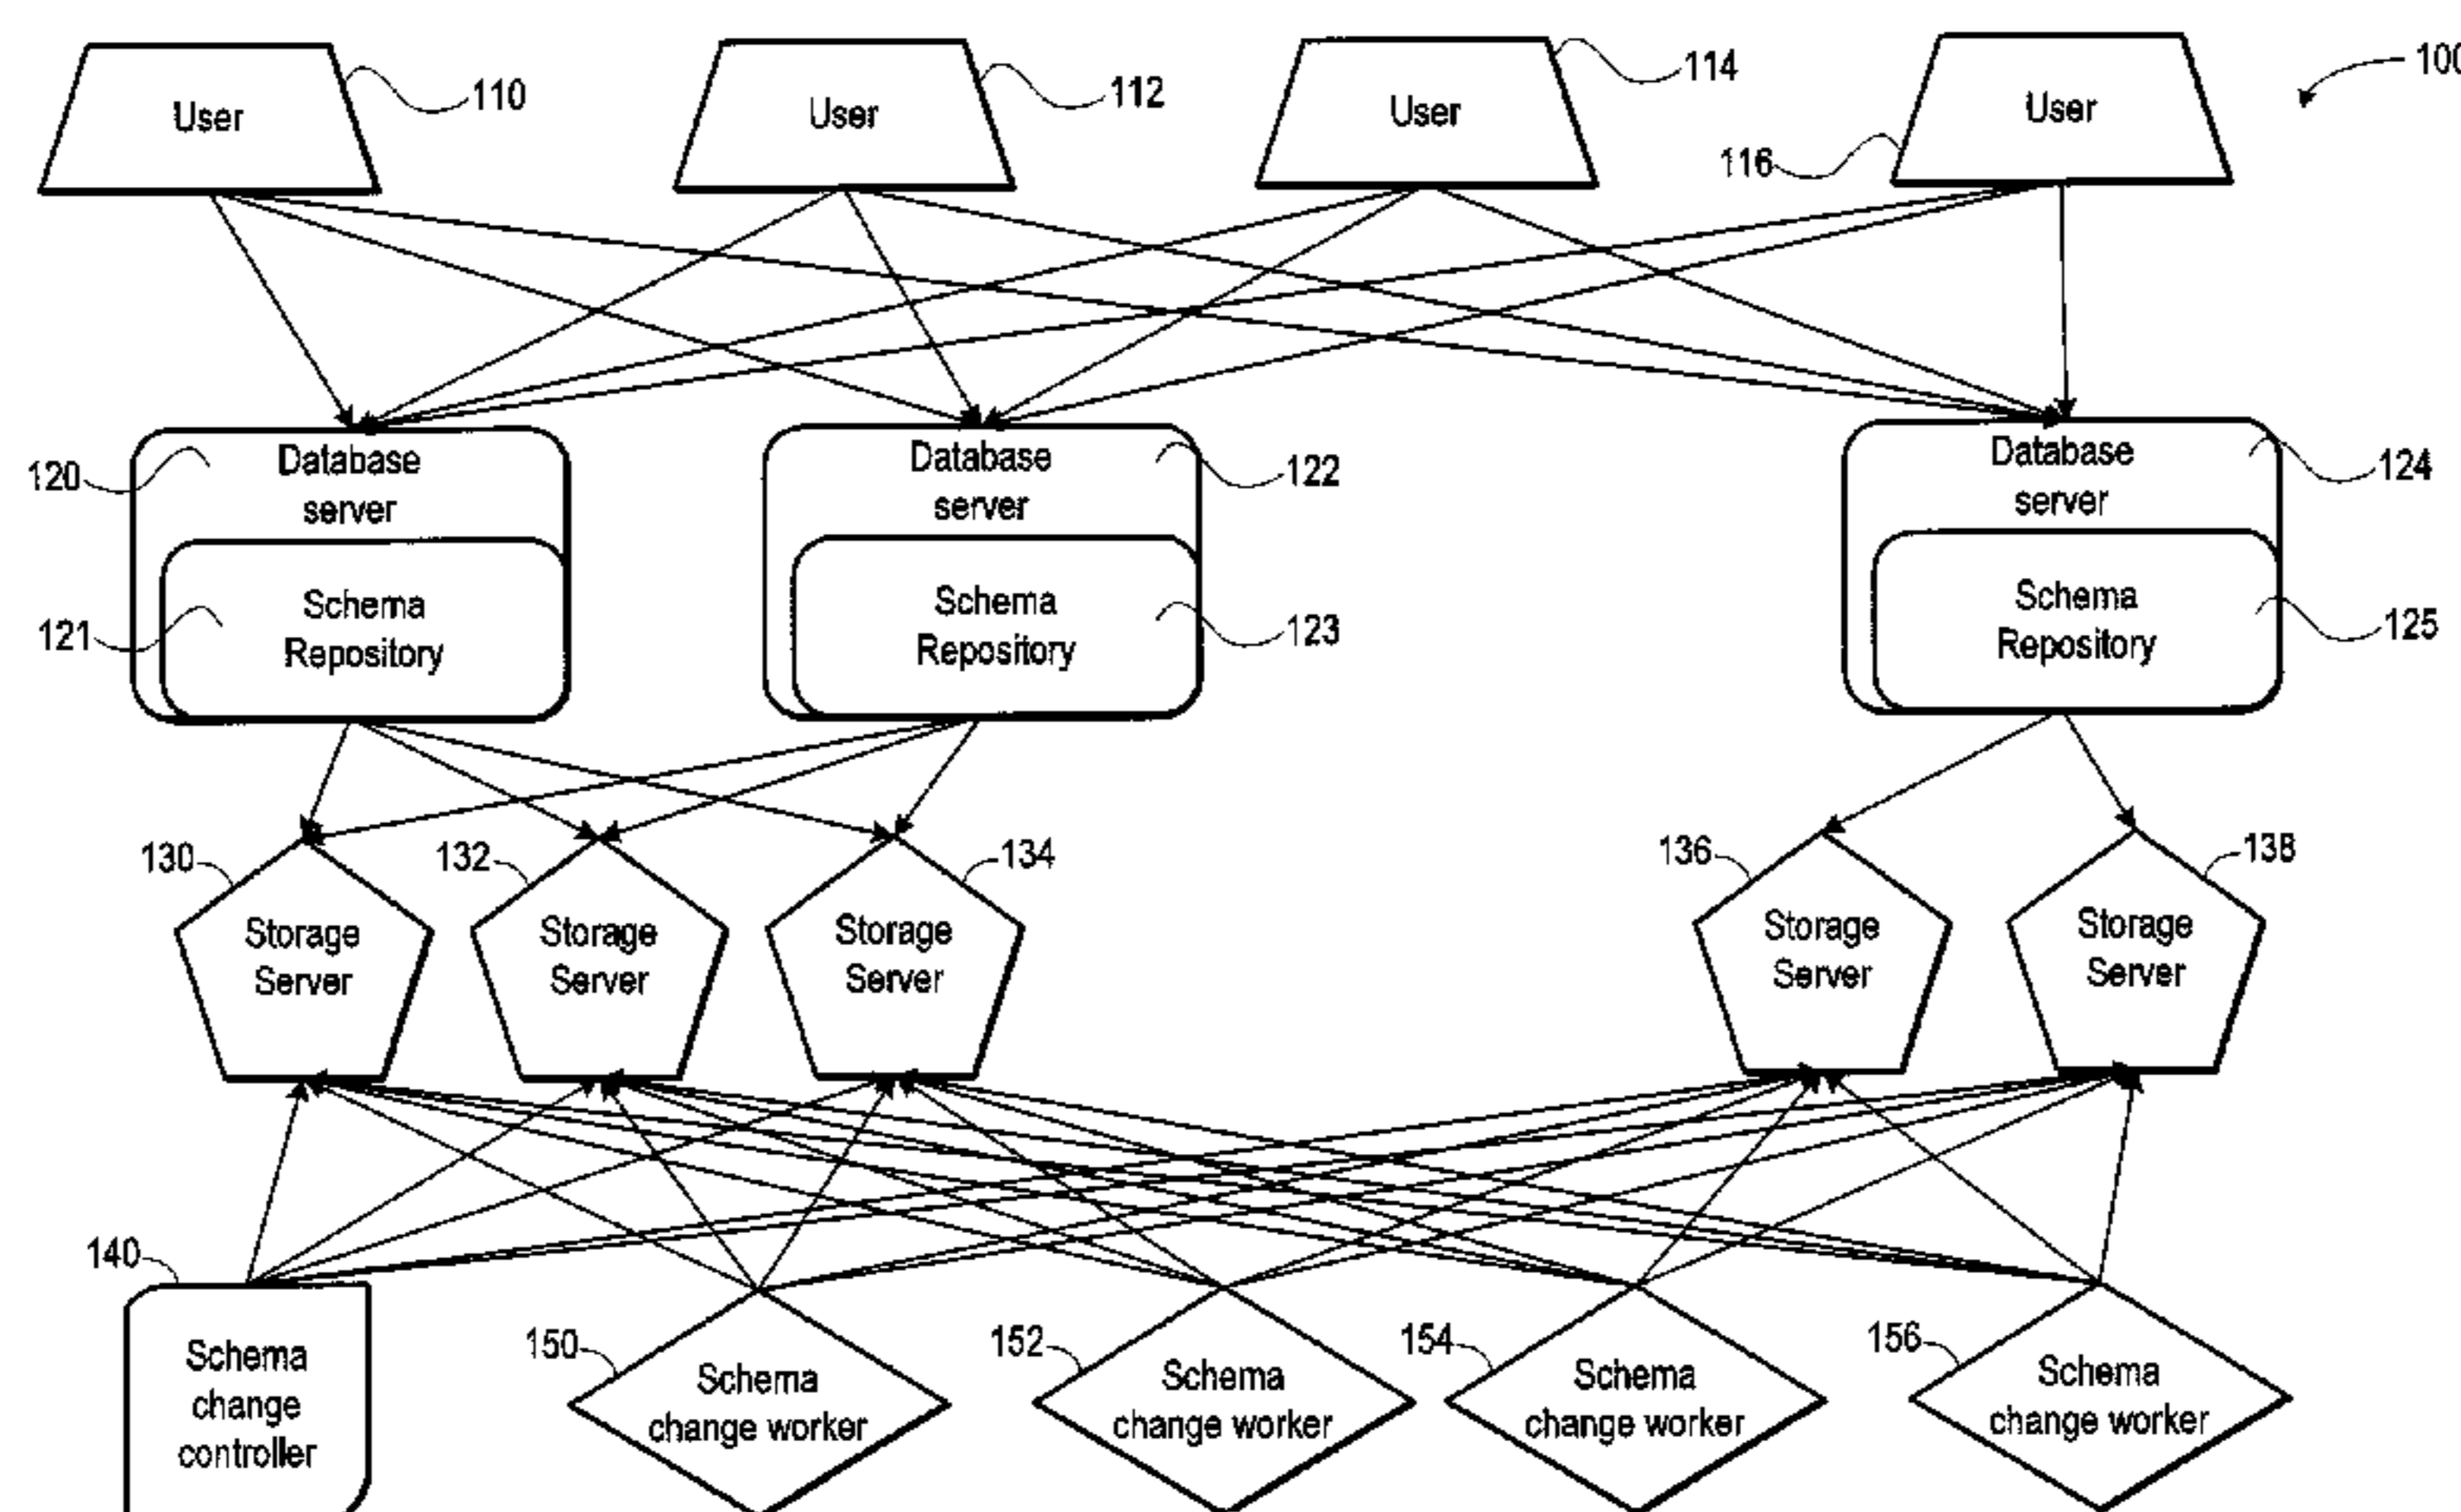 User
110
User
112
User
114
User
116
100
Database
server
120
Schema
Repository
121
Database
server
122
Schema
Repository
123
Database
server
124
Schema
Repository
125
130
Storage
Server
132
Storage
Server
134
Storage
Server
136
Storage
Server
138
Storage
Server
140
Schema
change
controller
150
Schema
change worker
152
Schema
change worker
154
Schema
change worker
156
Schema
change worker